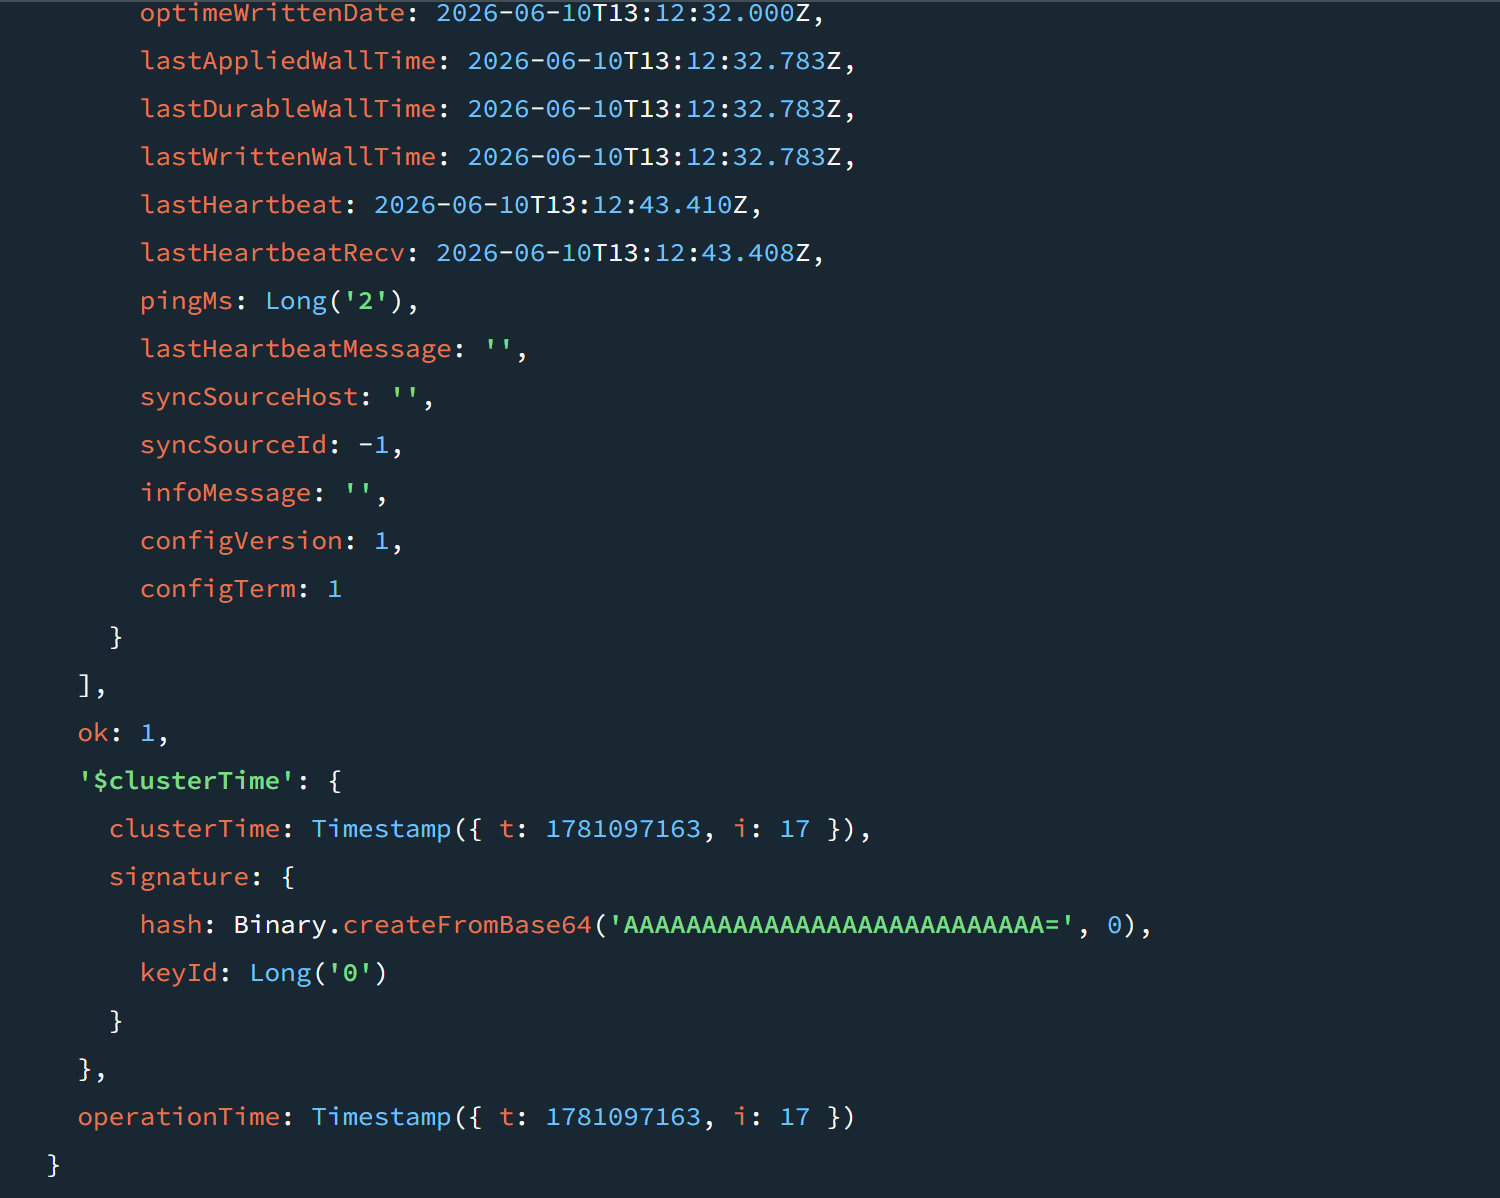 optimeWrittenDate: 2026-06-10T13:12:32.000Z,
lastAppliedWallTime: 2026-06-10T13:12:32.783Z,
lastDurableWallTime: 2026-06-10T13:12:32.783Z,
lastWrittenWallTime: 2026-06-10T13:12:32.783Z,
lastHeartbeat: 2026-06-10T13:12:43.410Z,
lastHeartbeatRecv: 2026-06-10T13:12:43.408Z,
pingMs: Long('2'),
lastHeartbeatMessage: '',
syncSourceHost: '',
syncSourceId: -1,
infoMessage: '',
configVersion: 1,
configTerm: 1
}
],
ok: 1,
'$clusterTime': {
clusterTime: Timestamp({ t: 1781097163, i: 17 }),
signature: {
hash: Binary.createFromBase64('AAAAAAAAAAAAAAAAAAAAAAAAAAA=', 0),
keyId: Long('0')
}
},
operationTime: Timestamp({ t: 1781097163, i: 17 })
}